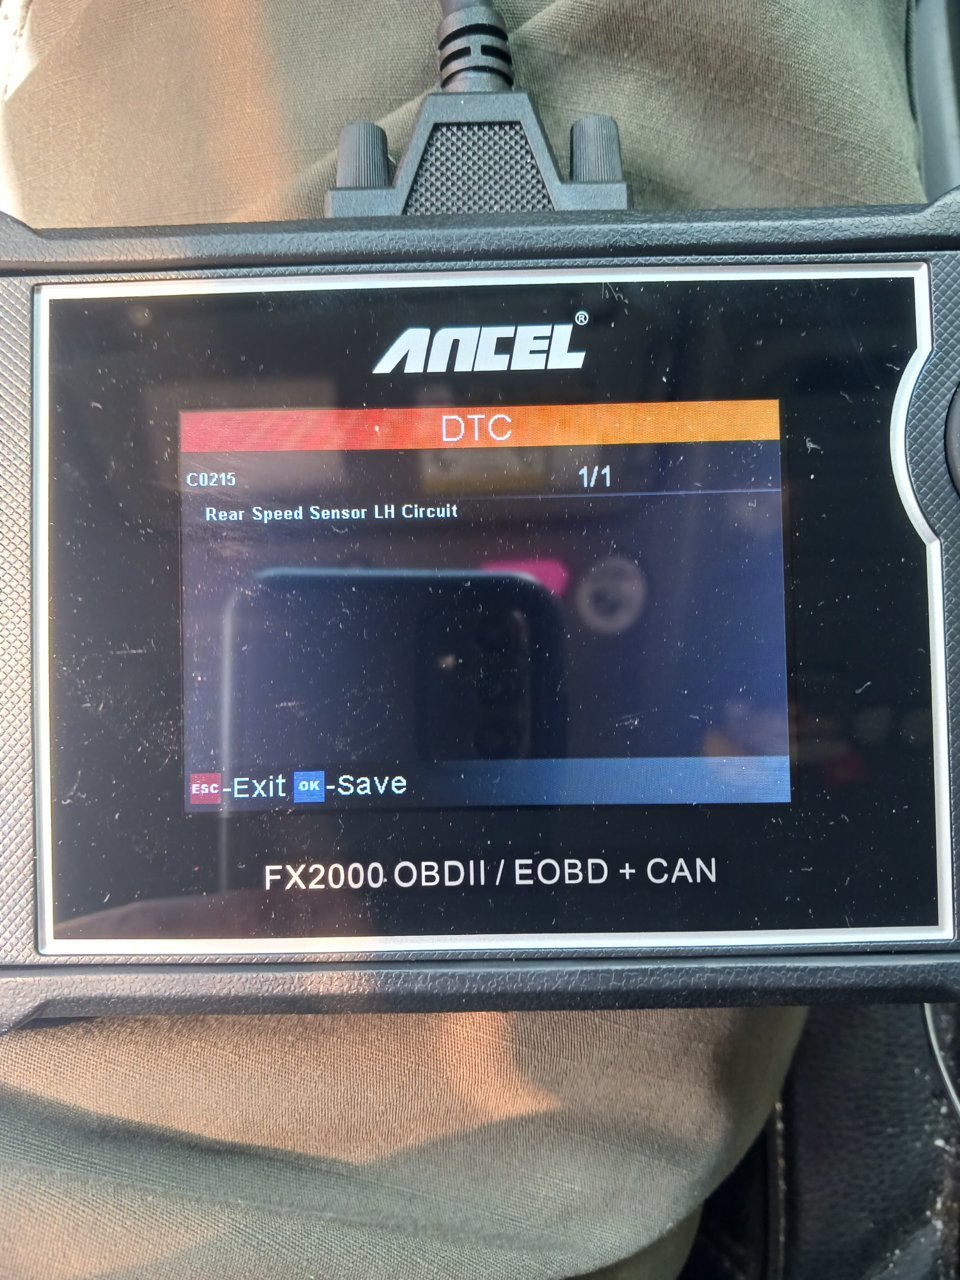 ANCEL®
DTC
C0215 1/1
Rear Speed Sensor LH Circuit
ESC-Exit OK-Save
FX2000 OBDII / EOBD + CAN